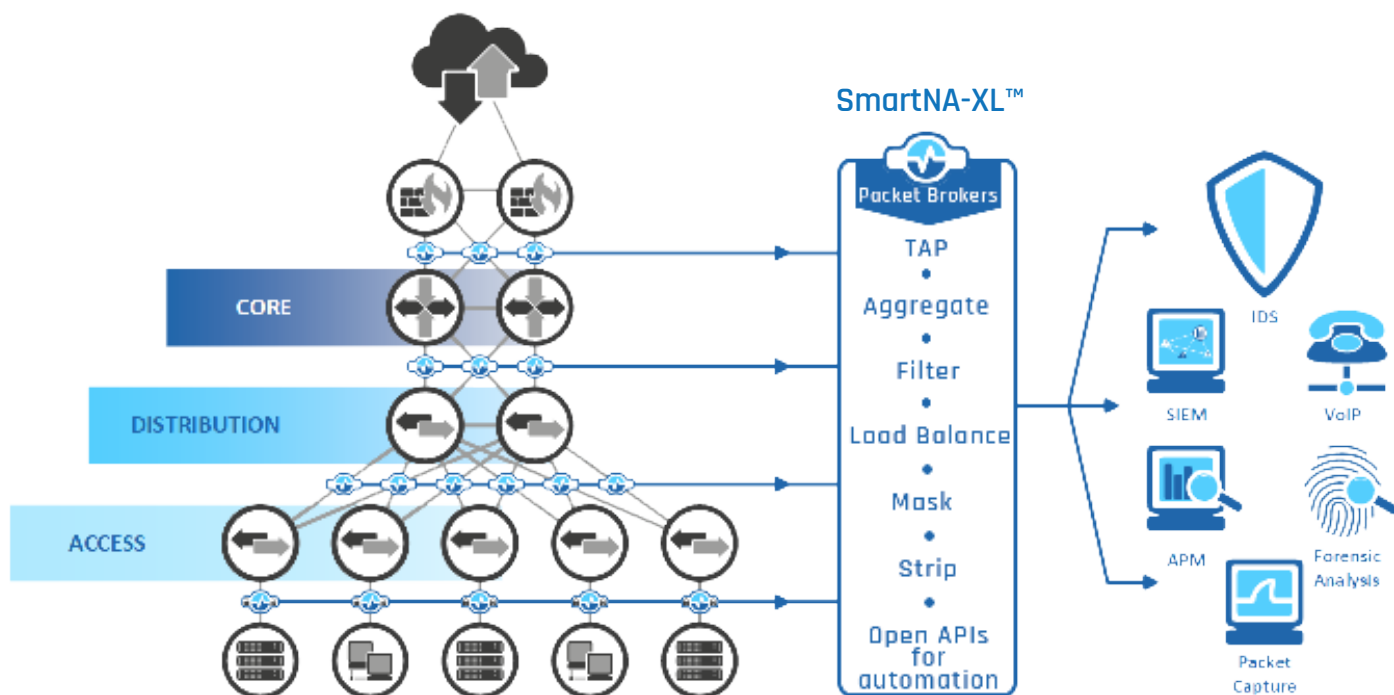 SmartNA-XL™
Packet Brokers
TAP
Aggregate
Filter
Load Balance
Mask
Strip
Open APIs
for
automation
CORE
DISTRIBUTION
ACCESS
IDS
SIEM
VoIP
APM
Forensic
Analysis
Packet
Capture